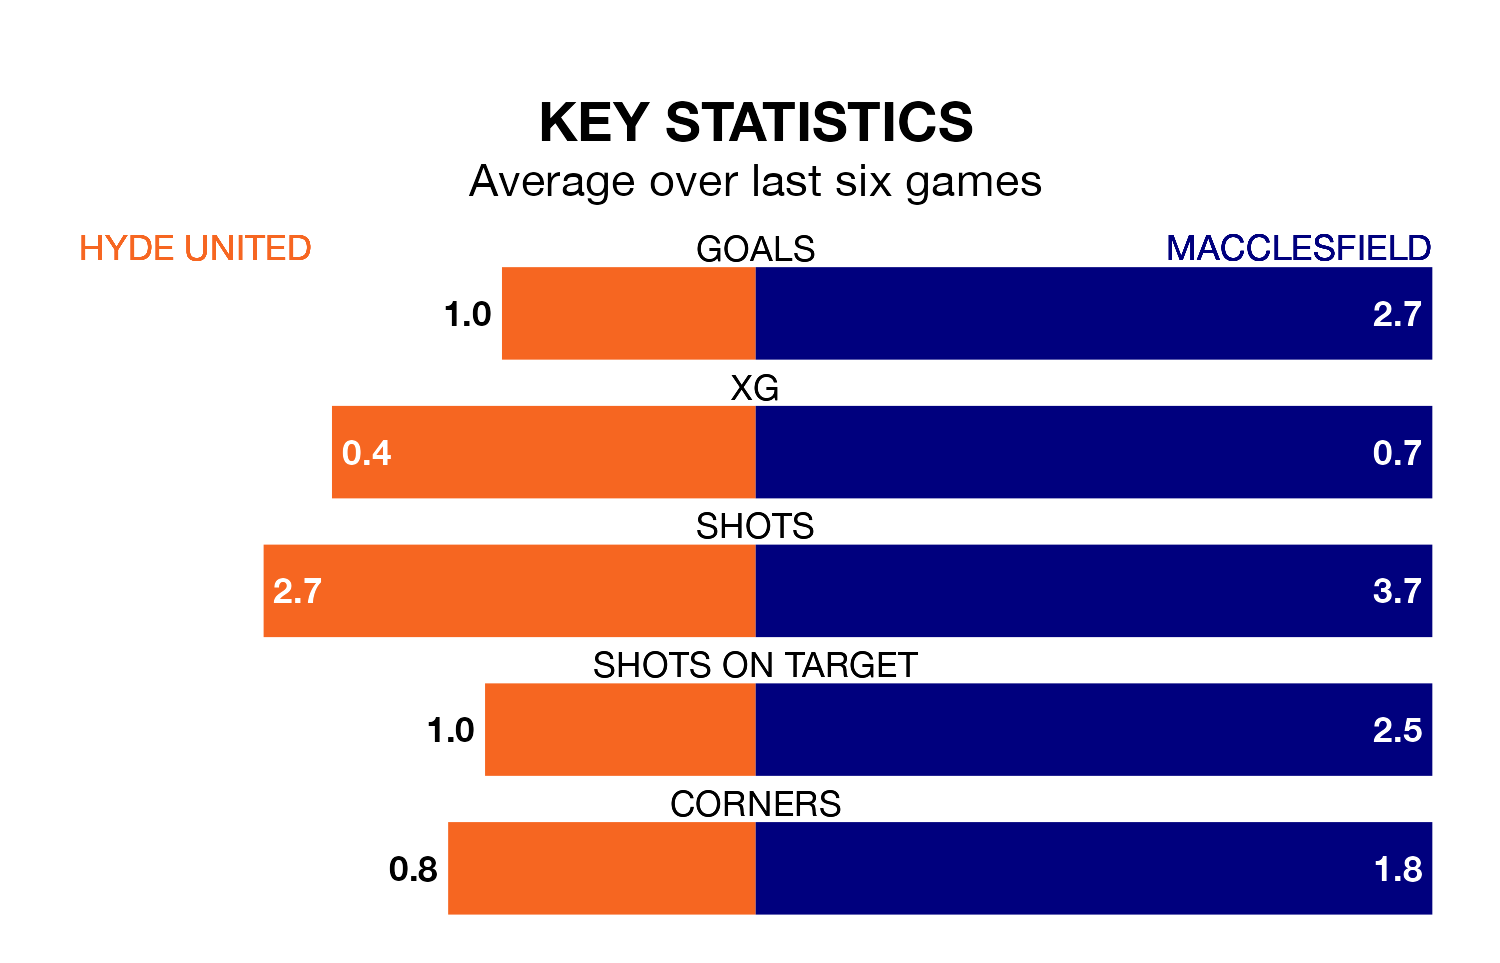 KEY STATISTICS
Average over last six games
HYDE UNITED GOALS MACCLESFIELD
1.0 2.7
XG
0.4 0.7
SHOTS
2.7 3.7
SHOTS ON TARGET
1.0 2.5
CORNERS
0.8 1.8